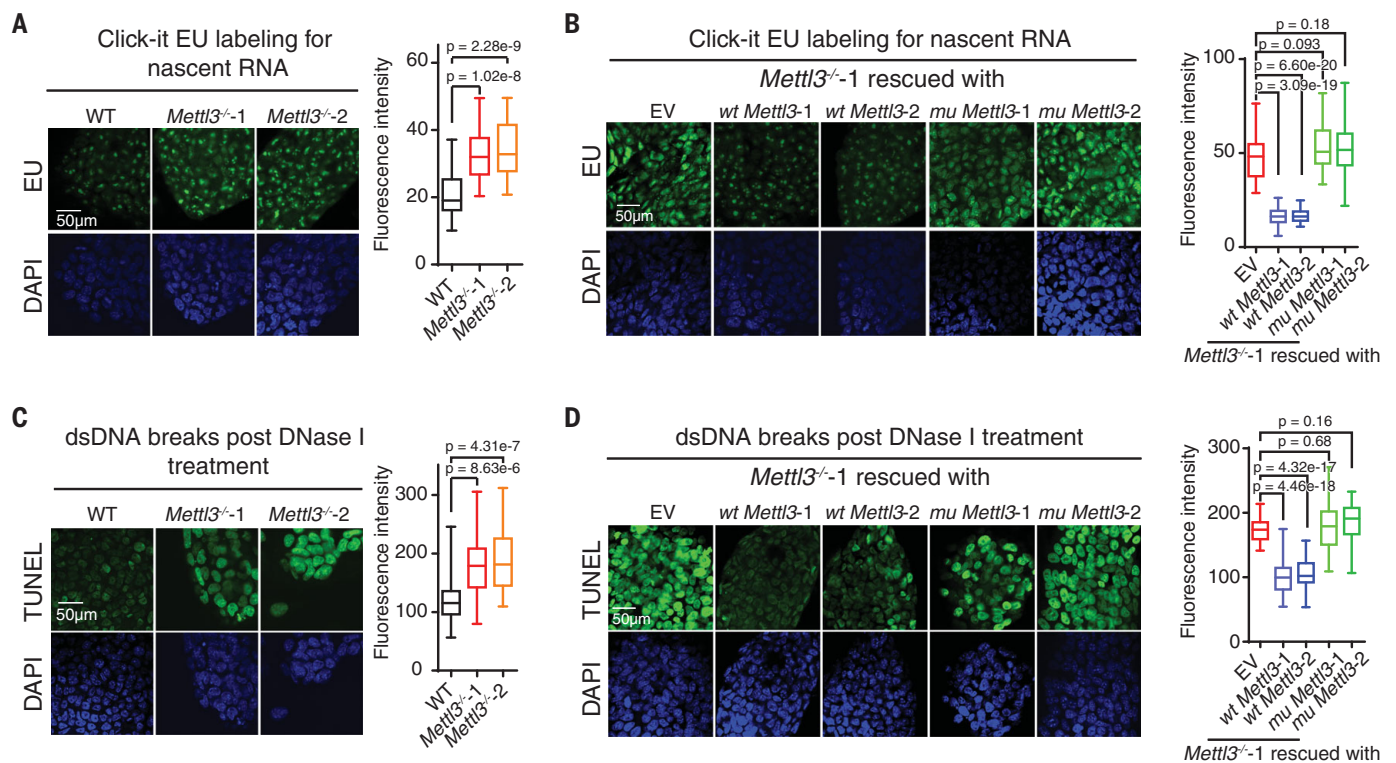 A
Click-it EU labeling for
nascent RNA
WT
Mettl3-/--1
Mettl3-/--2
EU
50μm
DAPI
Fluorescence intensity
60
40
20
0
p = 2.28e-9
p = 1.02e-8
WT
Mettl3-/--1
Mettl3-/--2
B
Click-it EU labeling for nascent RNA
Mettl3-/--1 rescued with
EV
wt Mettl3-1
wt Mettl3-2
mu Mettl3-1
mu Mettl3-2
EU
50μm
DAPI
Fluorescence intensity
100
50
0
p = 0.18
p = 0.093
p = 6.60e-20
p = 3.09e-19
EV
wt Mettl3-1
wt Mettl3-2
mu Mettl3-1
mu Mettl3-2
Mettl3-/--1 rescued with
C
dsDNA breaks post DNase I
treatment
WT
Mettl3-/--1
Mettl3-/--2
TUNEL
50μm
DAPI
Fluorescence intensity
300
200
100
0
p = 4.31e-7
p = 8.63e-6
WT
Mettl3-/--1
Mettl3-/--2
D
dsDNA breaks post DNase I treatment
Mettl3-/--1 rescued with
EV
wt Mettl3-1
wt Mettl3-2
mu Mettl3-1
mu Mettl3-2
TUNEL
50μm
DAPI
Fluorescence intensity
300
200
100
0
p = 0.16
p = 0.68
p = 4.32e-17
p = 4.46e-18
EV
wt Mettl3-1
wt Mettl3-2
mu Mettl3-1
mu Mettl3-2
Mettl3-/--1 rescued with